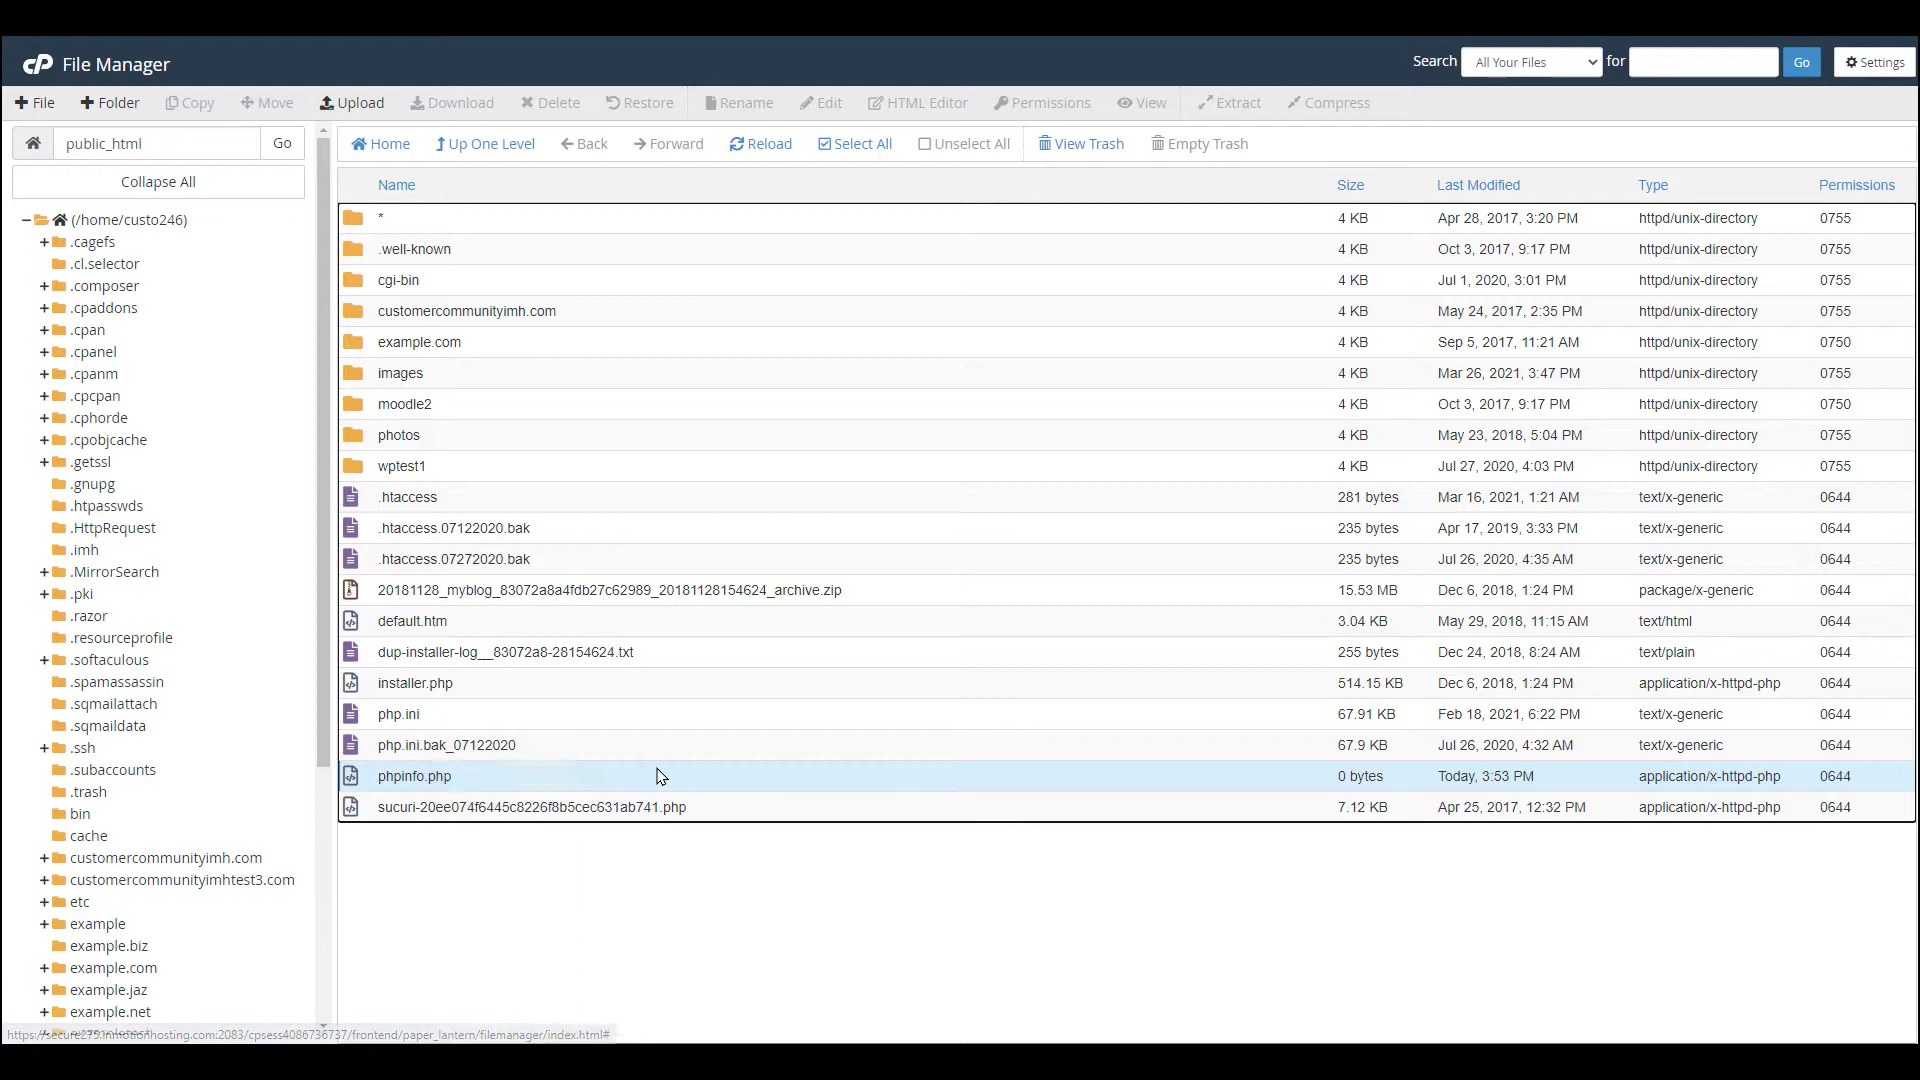 cP File Manager
Search All Your Files for Go Settings
File Folder Copy Move Upload Download Delete Restore Rename Edit HTML Editor Permissions View Extract Compress
public_html Go
Home Up One Level Back Forward Reload Select All Unselect All View Trash Empty Trash
Collapse All
(/home/custo246)
.cagefs
.cl.selector
.composer
.cpaddons
.cpan
.cpanel
.cpanm
.cpcpan
.cphorde
.cpobjcache
.getssl
.gnupg
.htpasswds
.HttpRequest
.imh
.MirrorSearch
.pki
.razor
.resourceprofile
.softaculous
.spamassassin
.sqmailattach
.sqmaildata
.ssh
.subaccounts
.trash
bin
cache
customercommunityimh.com
customercommunityimhtest3.com
etc
example
example.biz
example.com
example.jaz
example.net
Name Size Last Modified Type Permissions
* 4 KB Apr 28, 2017, 3:20 PM httpd/unix-directory 0755
.well-known 4 KB Oct 3, 2017, 9:17 PM httpd/unix-directory 0755
cgi-bin 4 KB Jul 1, 2020, 3:01 PM httpd/unix-directory 0755
customercommunityimh.com 4 KB May 24, 2017, 2:35 PM httpd/unix-directory 0755
example.com 4 KB Sep 5, 2017, 11:21 AM httpd/unix-directory 0750
images 4 KB Mar 26, 2021, 3:47 PM httpd/unix-directory 0755
moodle2 4 KB Oct 3, 2017, 9:17 PM httpd/unix-directory 0750
photos 4 KB May 23, 2018, 5:04 PM httpd/unix-directory 0755
wptest1 4 KB Jul 27, 2020, 4:03 PM httpd/unix-directory 0755
.htaccess 281 bytes Mar 16, 2021, 1:21 AM text/x-generic 0644
.htaccess.07122020.bak 235 bytes Apr 17, 2019, 3:33 PM text/x-generic 0644
.htaccess.07272020.bak 235 bytes Jul 26, 2020, 4:35 AM text/x-generic 0644
20181128_myblog_83072a8a4fdb27c62989_20181128154624_archive.zip 15.53 MB Dec 6, 2018, 1:24 PM package/x-generic 0644
default.htm 3.04 KB May 29, 2018, 11:15 AM text/html 0644
dup-installer-log__83072a8-28154624.txt 255 bytes Dec 24, 2018, 8:24 AM text/plain 0644
installer.php 514.15 KB Dec 6, 2018, 1:24 PM application/x-httpd-php 0644
php.ini 67.91 KB Feb 18, 2021, 6:22 PM text/x-generic 0644
php.ini.bak_07122020 67.9 KB Jul 26, 2020, 4:32 AM text/x-generic 0644
phpinfo.php 0 bytes Today, 3:53 PM application/x-httpd-php 0644
sucuri-20ee074f6445c8226f8b5cec631ab741.php 7.12 KB Apr 25, 2017, 12:32 PM application/x-httpd-php 0644
https://secure275.inmotionhosting.com:2083/cpsess4086736737/frontend/paper_lantern/filemanager/index.html#